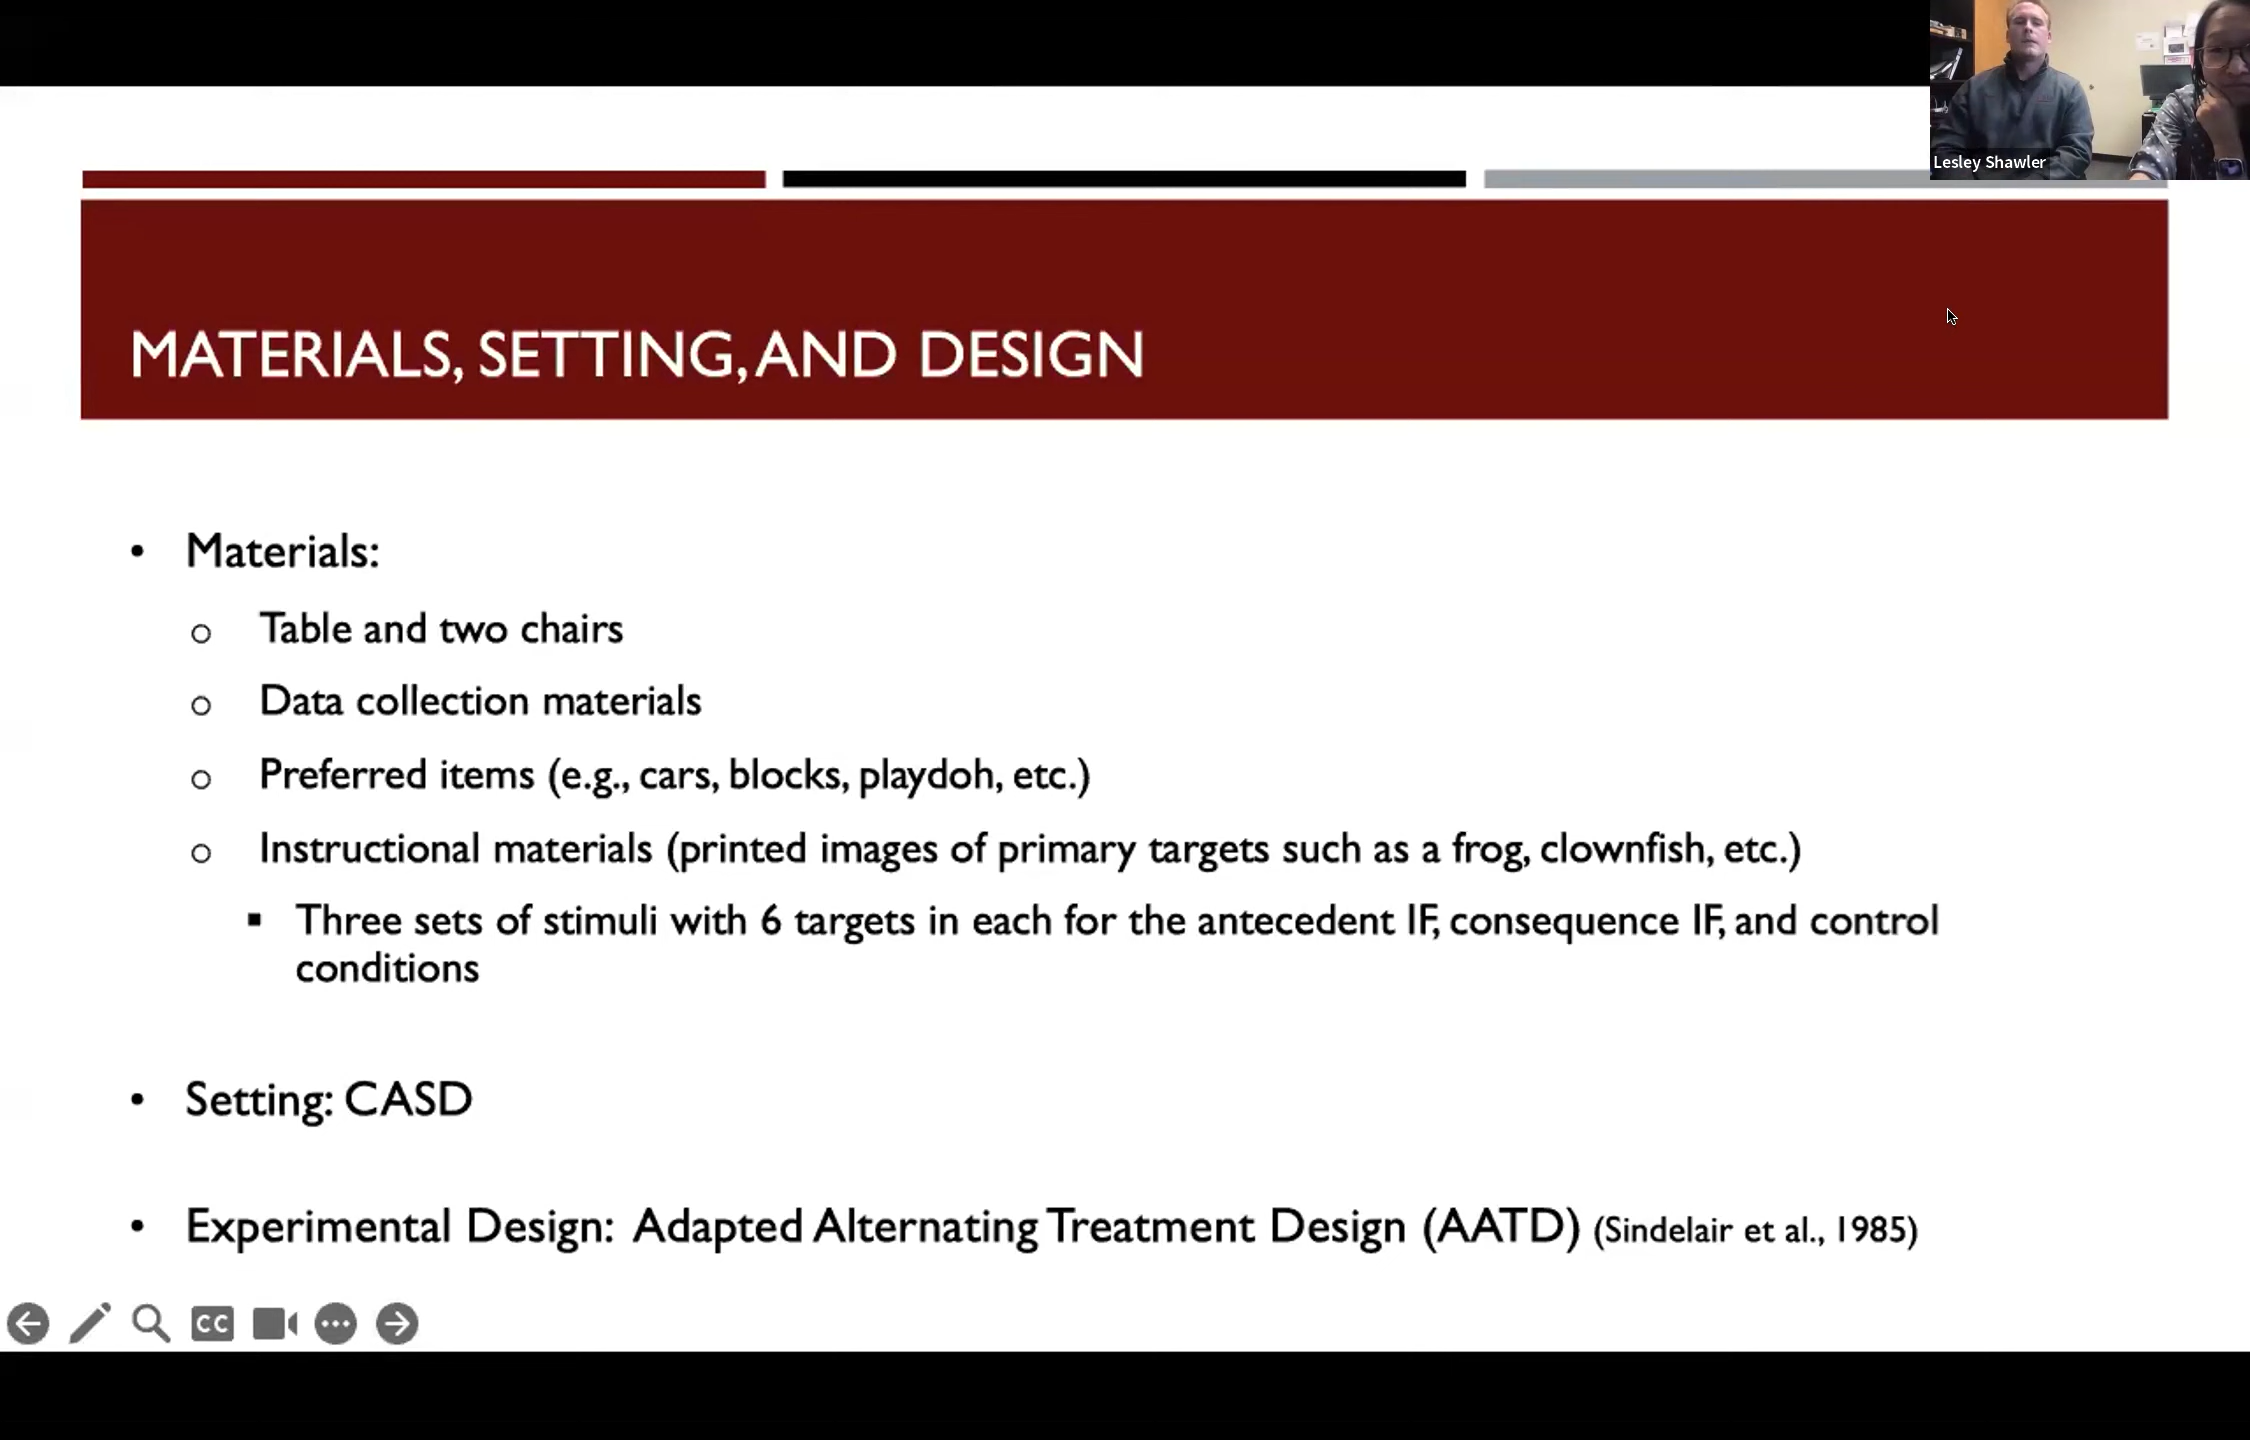 Lesley Shawler
MATERIALS, SETTING, AND DESIGN
• Materials:
o Table and two chairs
o Data collection materials
o Preferred items (e.g., cars, blocks, playdoh, etc.)
o Instructional materials (printed images of primary targets such as a frog, clownfish, etc.)
▪ Three sets of stimuli with 6 targets in each for the antecedent IF, consequence IF, and control
conditions
• Setting: CASD
• Experimental Design: Adapted Alternating Treatment Design (AATD) (Sindelair et al., 1985)
CC